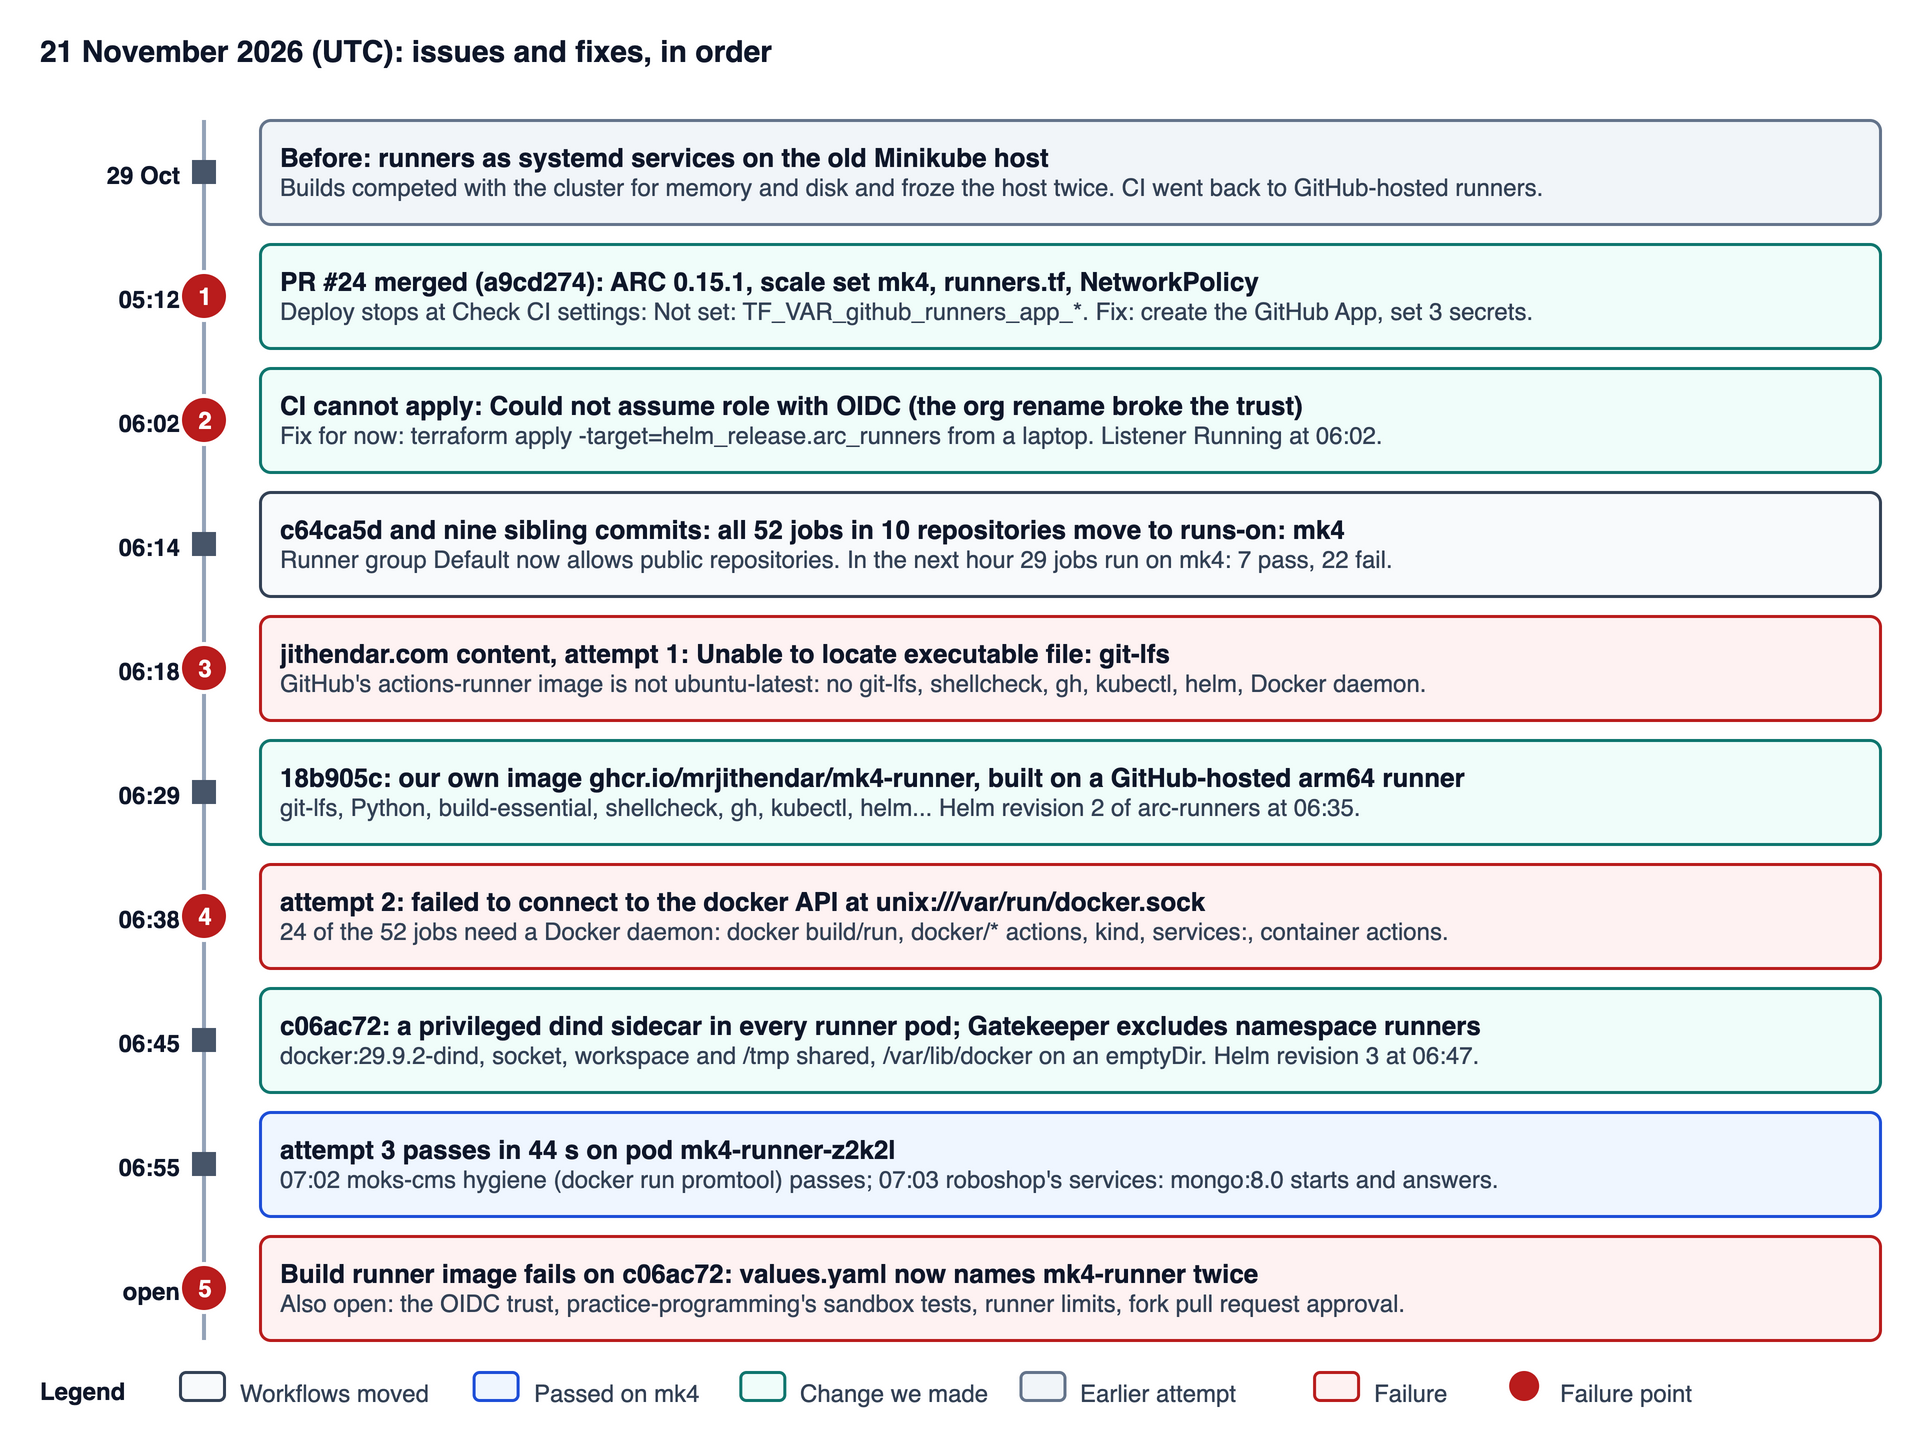 21 November 2026 (UTC): issues and fixes, in order
29 Oct
Before: runners as systemd services on the old Minikube host
Builds competed with the cluster for memory and disk and froze the host twice. CI went back to GitHub-hosted runners.
05:12
1
PR #24 merged (a9cd274): ARC 0.15.1, scale set mk4, runners.tf, NetworkPolicy
Deploy stops at Check CI settings: Not set: TF_VAR_github_runners_app_*. Fix: create the GitHub App, set 3 secrets.
06:02
2
CI cannot apply: Could not assume role with OIDC (the org rename broke the trust)
Fix for now: terraform apply -target=helm_release.arc_runners from a laptop. Listener Running at 06:02.
06:14
c64ca5d and nine sibling commits: all 52 jobs in 10 repositories move to runs-on: mk4
Runner group Default now allows public repositories. In the next hour 29 jobs run on mk4: 7 pass, 22 fail.
06:18
3
jithendar.com content, attempt 1: Unable to locate executable file: git-lfs
GitHub's actions-runner image is not ubuntu-latest: no git-lfs, shellcheck, gh, kubectl, helm, Docker daemon.
06:29
18b905c: our own image ghcr.io/mrjithendar/mk4-runner, built on a GitHub-hosted arm64 runner
git-lfs, Python, build-essential, shellcheck, gh, kubectl, helm... Helm revision 2 of arc-runners at 06:35.
06:38
4
attempt 2: failed to connect to the docker API at unix:///var/run/docker.sock
24 of the 52 jobs need a Docker daemon: docker build/run, docker/* actions, kind, services:, container actions.
06:45
c06ac72: a privileged dind sidecar in every runner pod; Gatekeeper excludes namespace runners
docker:29.9.2-dind, socket, workspace and /tmp shared, /var/lib/docker on an emptyDir. Helm revision 3 at 06:47.
06:55
attempt 3 passes in 44 s on pod mk4-runner-z2k2l
07:02 moks-cms hygiene (docker run promtool) passes; 07:03 roboshop's services: mongo:8.0 starts and answers.
open
5
Build runner image fails on c06ac72: values.yaml now names mk4-runner twice
Also open: the OIDC trust, practice-programming's sandbox tests, runner limits, fork pull request approval.
Legend
Workflows moved
Passed on mk4
Change we made
Earlier attempt
Failure
Failure point